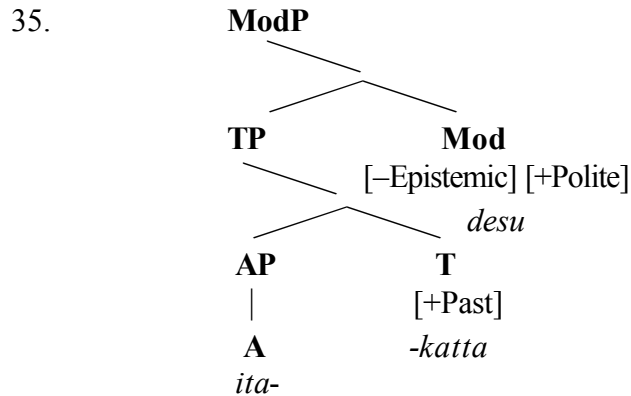 35. ModP
TP Mod
[–Epistemic] [+Polite]
desu
AP T
[+Past]
A -katta
ita-